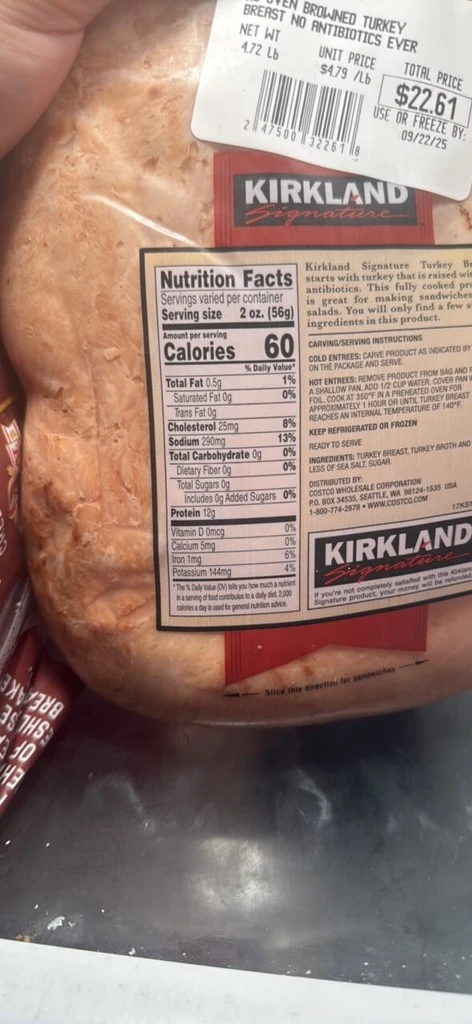 OVEN BROWNED TURKEY
BREAST NO ANTIBIOTICS EVER
NET WT
4.72 Lb
UNIT PRICE
$4.79 /Lb
TOTAL PRICE
$22.61
USE OR FREEZE BY:
09/22/25
2 47500 32261 8
KIRKLAND
Signature
Nutrition Facts
Servings varied per container
Serving size 2 oz. (56g)
Amount per serving
Calories 60
% Daily Value*
Total Fat 0.5g 1%
Saturated Fat 0g 0%
Trans Fat 0g
Cholesterol 25mg 8%
Sodium 290mg 13%
Total Carbohydrate 0g 0%
Dietary Fiber 0g 0%
Total Sugars 0g
Includes 0g Added Sugars 0%
Protein 12g
Vitamin D 0mcg 0%
Calcium 5mg 0%
Iron 1mg 6%
Potassium 144mg 4%
*The % Daily Value (DV) tells you how much a nutrient
in a serving of food contributes to a daily diet. 2,000
calories a day is used for general nutrition advice.
Kirkland Signature Turkey
starts with turkey that is raised
antibiotics. This fully cooked
is great for making sandwiches
salads. You will only find a few
ingredients in this product.
CARVING/SERVING INSTRUCTIONS
COLD ENTREES: CARVE PRODUCT AS INDICATED BY
ON THE PACKAGE AND SERVE.
HOT ENTREES: REMOVE PRODUCT FROM BAG AND
A SHALLOW PAN. ADD 1/2 CUP WATER. COVER PAN
FOIL. COOK AT 350°F IN A PREHEATED OVEN FOR
APPROXIMATELY 1 HOUR OR UNTIL TURKEY BREAST
REACHES AN INTERNAL TEMPERATURE OF 140°F.
KEEP REFRIGERATED OR FROZEN
READY TO SERVE
INGREDIENTS: TURKEY BREAST, TURKEY BROTH AND
LESS OF SEA SALT, SUGAR.
DISTRIBUTED BY:
COSTCO WHOLESALE CORPORATION
P.O. BOX 34535, SEATTLE, WA 98124-1535 USA
1-800-774-2678 • WWW.COSTCO.COM
KIRKLAND
Signature
If you're not completely satisfied with this Kirkland
Signature product, your money will be refunded
Slice this direction for sandwiches